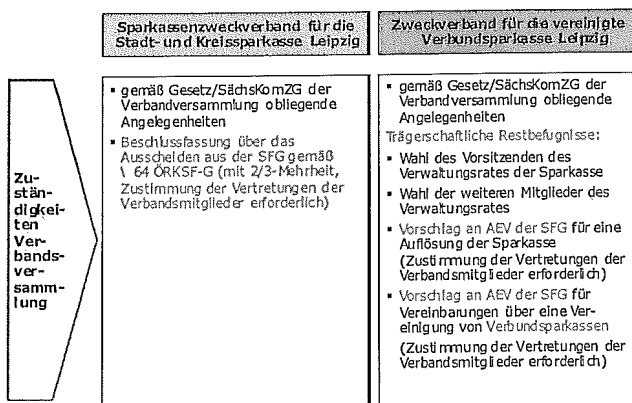 Sparkassenzweckverband für die
Stadt- und Kreissparkasse Leipzig
Zweckverband für die vereinigte
Verbundsparkasse Leipzig
Zu-
stän-
digkei-
ten
Ver-
bands-
ver-
samm-
lung
▪ gemäß Gesetz/SächsKomZG der
Verbandversammlung obliegende
Angelegenheiten
▪ Beschlussfassung über das
Ausscheiden aus der SFG gemäß
\ 64 ÖRKSF-G (mit 2/3-Mehrheit,
Zustimmung der Vertretungen der
Verbandsmitglieder erforderlich)
▪ gemäß Gesetz/SächsKomZG der
Verbandversammlung obliegende
Angelegenheiten
Trägerschaftliche Restbefugnisse:
▪ Wahl des Vorsitzenden des
Verwaltungsrates der Sparkasse
▪ Wahl der weiteren Mitglieder des
Verwaltungsrates
▪ Vorschlag an AEV der SFG für eine
Auflösung der Sparkasse
(Zustimmung der Vertretungen der
Verbandsmitglieder erforderlich)
▪ Vorschlag an AEV der SFG für
Vereinbarungen über eine Ver-
einigung von Verbundsparkassen
(Zustimmung der Vertretungen der
Verbandsmitglieder erforderlich)